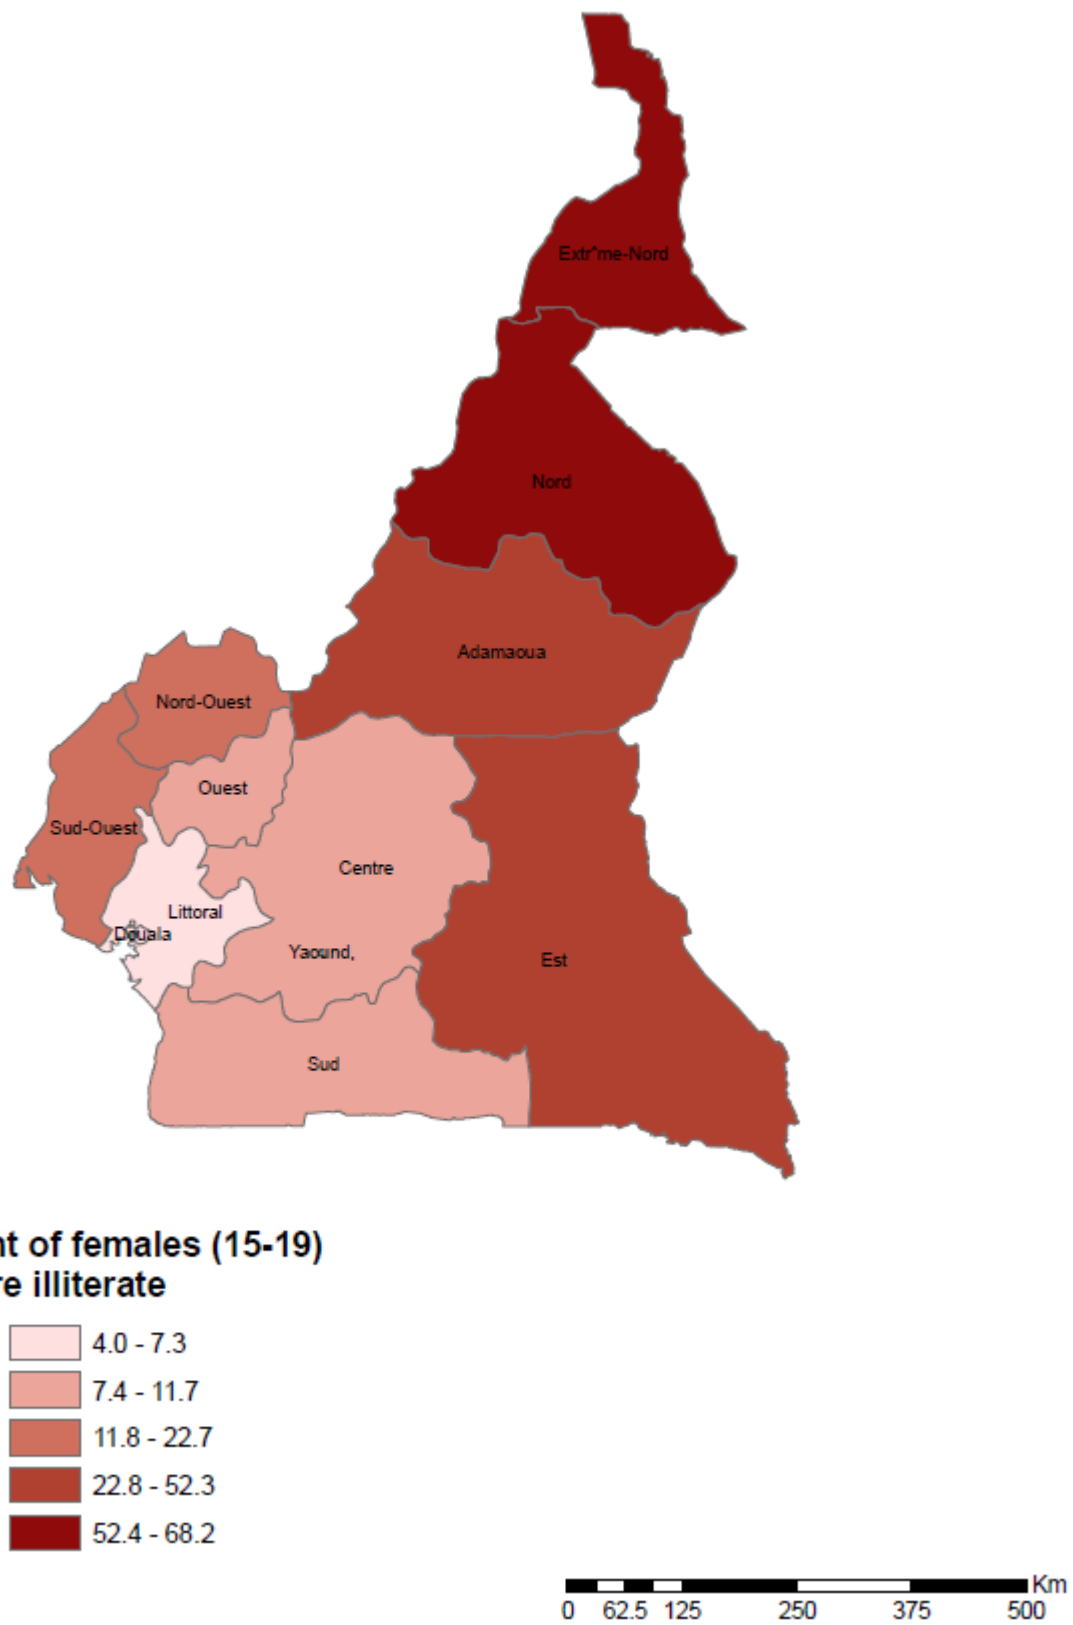 Extr^me-Nord
Nord
Adamaoua
Nord-Ouest
Ouest
Sud-Ouest
Centre
Littoral
Douala
Yaound,
Est
Sud
nt of females (15-19)
re illiterate
4.0 - 7.3
7.4 - 11.7
11.8 - 22.7
22.8 - 52.3
52.4 - 68.2
Km
0 62.5 125 250 375 500